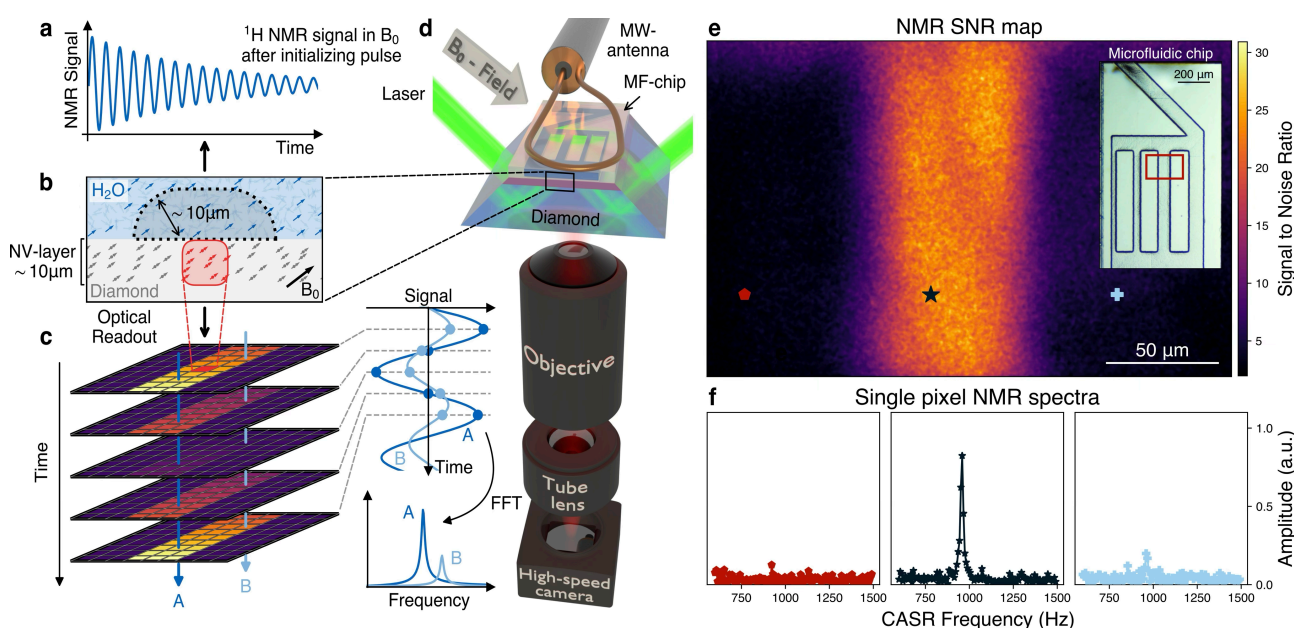 a
NMR Signal
¹H NMR signal in B₀
after initializing pulse
Time
b
H₂O
~ 10μm
NV-layer
~ 10μm
Diamond
B₀
Optical
Readout
c
Time
A
B
Signal
A
B
Time
FFT
A
B
Frequency
d
B₀ - Field
MW-
antenna
MF-chip
Laser
Diamond
Objective
Tube
lens
High-speed
camera
e
NMR SNR map
Microfluidic chip
200 μm
50 μm
30
25
20
15
10
5
Signal to Noise Ratio
f
Single pixel NMR spectra
1.0
0.5
0.0
Amplitude (a.u.)
750 1000 1250 1500
750 1000 1250 1500
750 1000 1250 1500
CASR Frequency (Hz)